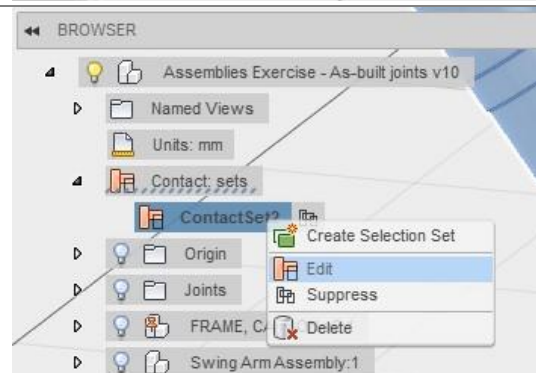 BROWSER
Assemblies Exercise - As-built joints v10
Named Views
Units: mm
Contact: sets
ContactSet2
Create Selection Set
Origin
Edit
Joints
Suppress
FRAME,
Delete
Swing Arm Assembly:1